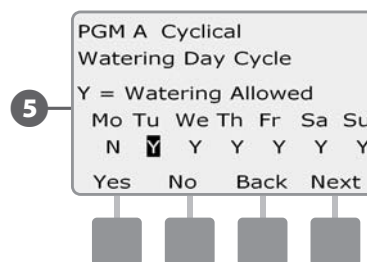 PGM A Cyclical
Watering Day Cycle
Y = Watering Allowed
5
Mo Tu We Th Fr Sa Su
N Y Y Y Y Y Y
Yes No Back Next